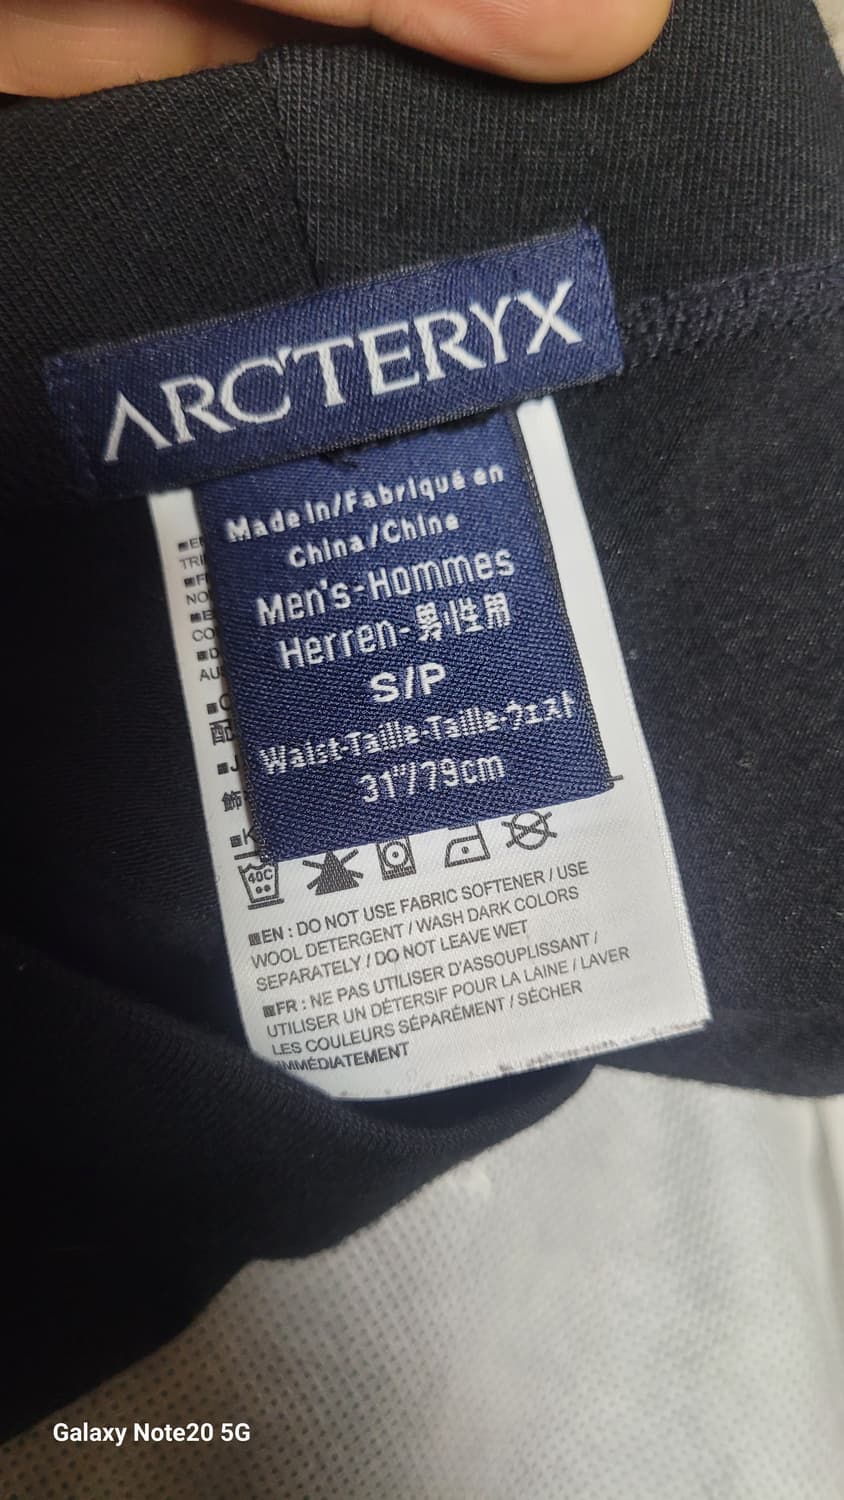 ARC'TERYX
Made In/Fabriqué en
China/Chine
Men's-Hommes
Herren-男性用
S/P
Waist-Taille-Taille-ウエスト
31"/79cm
40C
EN : DO NOT USE FABRIC SOFTENER / USE
WOOL DETERGENT / WASH DARK COLORS
SEPARATELY / DO NOT LEAVE WET
FR : NE PAS UTILISER D'ASSOUPLISSANT /
UTILISER UN DÉTERSIF POUR LA LAINE / LAVER
LES COULEURS SÉPARÉMENT / SÉCHER
IMMÉDIATEMENT
Galaxy Note20 5G